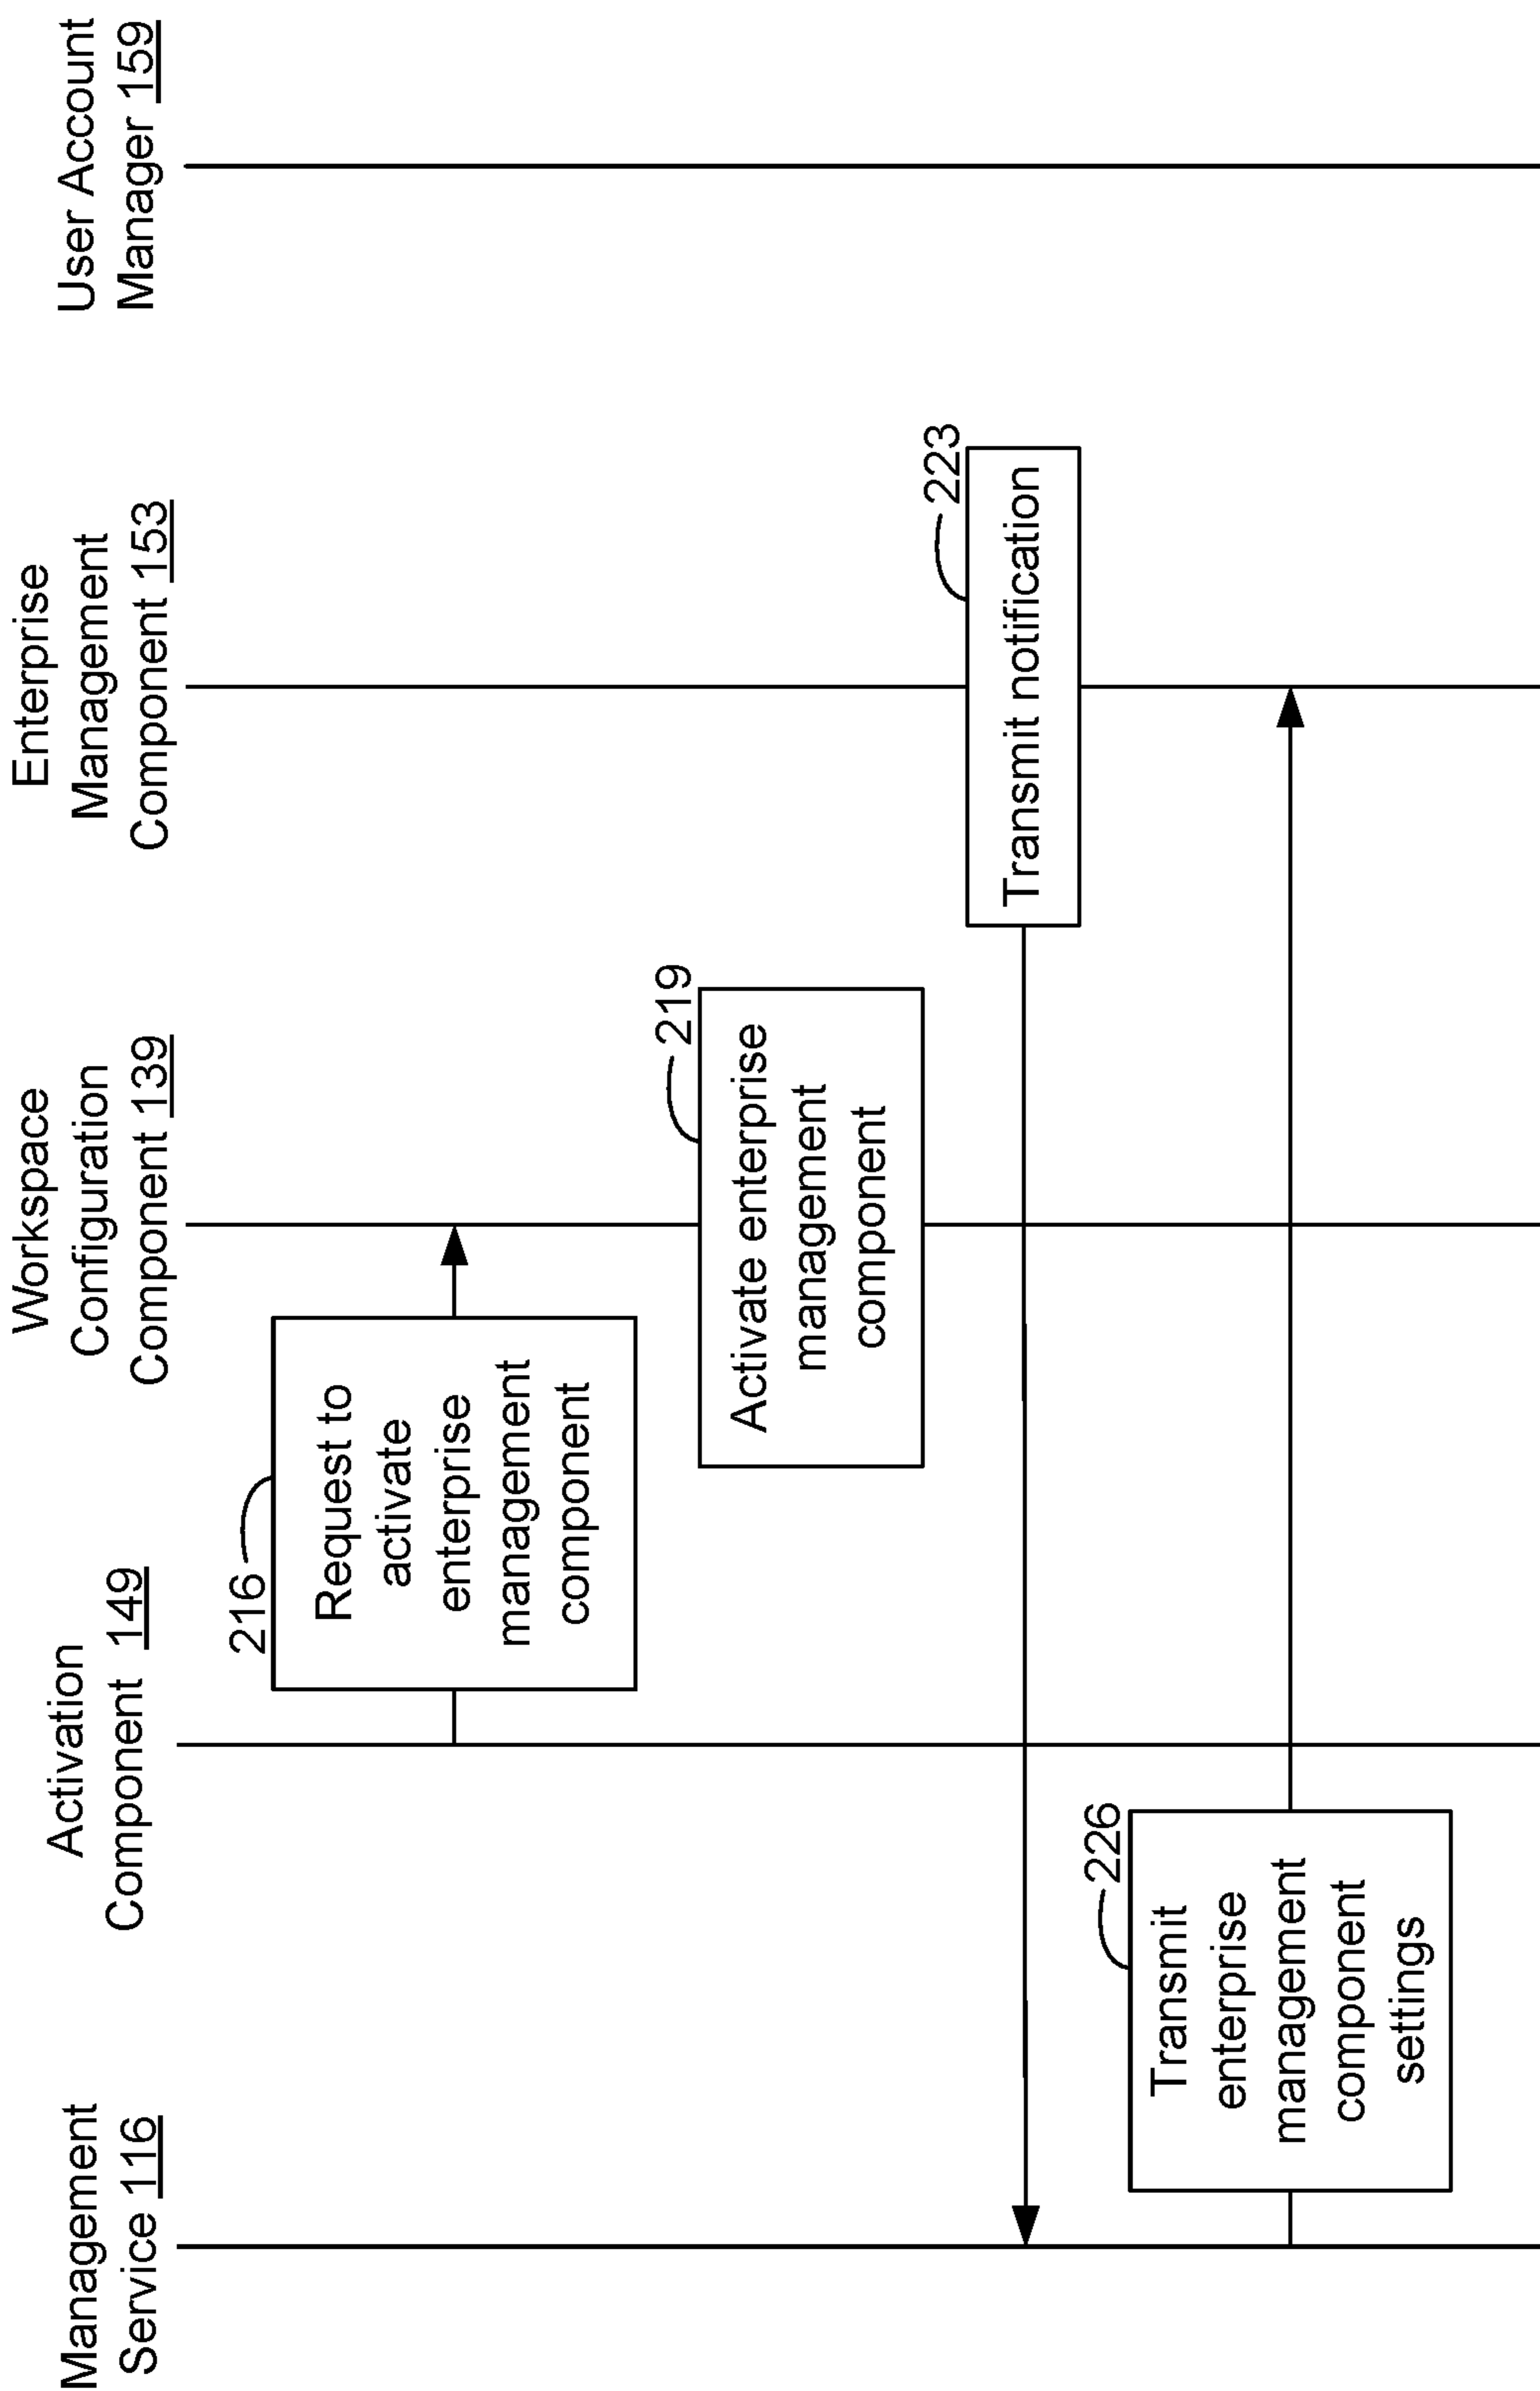 Management
Service 116
Activation
Component 149
Workspace
Configuration
Component 139
Enterprise
Management
Component 153
User Account
Manager 159
216
Request to
activate
enterprise
management
component
219
Activate enterprise
management
component
223
Transmit notification
226
Transmit
enterprise
management
component
settings